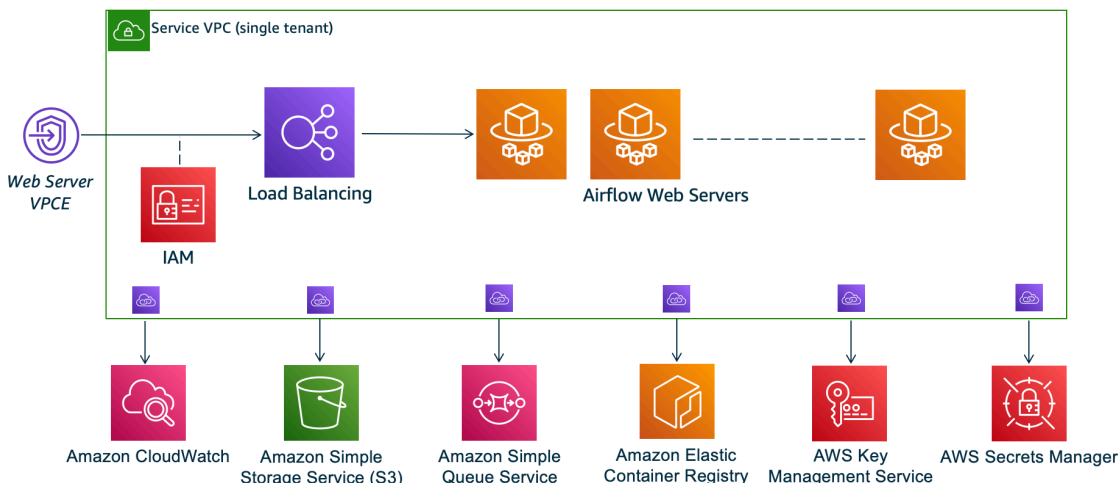 Service VPC (single tenant)
Web Server
VPCE
Load Balancing
Airflow Web Servers
IAM
Amazon CloudWatch
Amazon Simple
Storage Service (S3)
Amazon Simple
Queue Service
Amazon Elastic
Container Registry
AWS Key
Management Service
AWS Secrets Manager